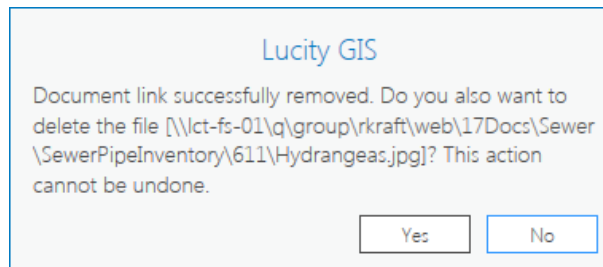 Lucity GIS
Document link successfully removed. Do you also want to
delete the file [\\lct-fs-01\q\group\rkraft\web\17Docs\Sewer
\SewerPipeInventory\611\Hydrangeas.jpg]? This action
cannot be undone.
Yes No